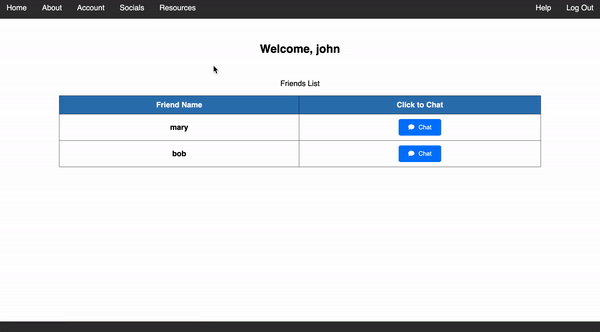 Home About Account Socials Resources Help Log Out
Welcome, john
Friends List
Friend Name Click to Chat
mary Chat
bob Chat